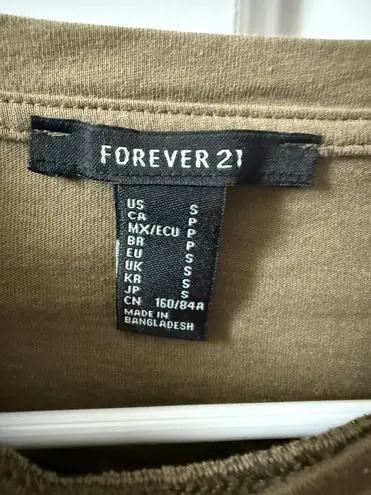 FOREVER 21
US S
CA P
MX/ECU P
BR P
EU S
UK S
KR S
JP S
CN 160/84A
MADE IN
BANGLADESH